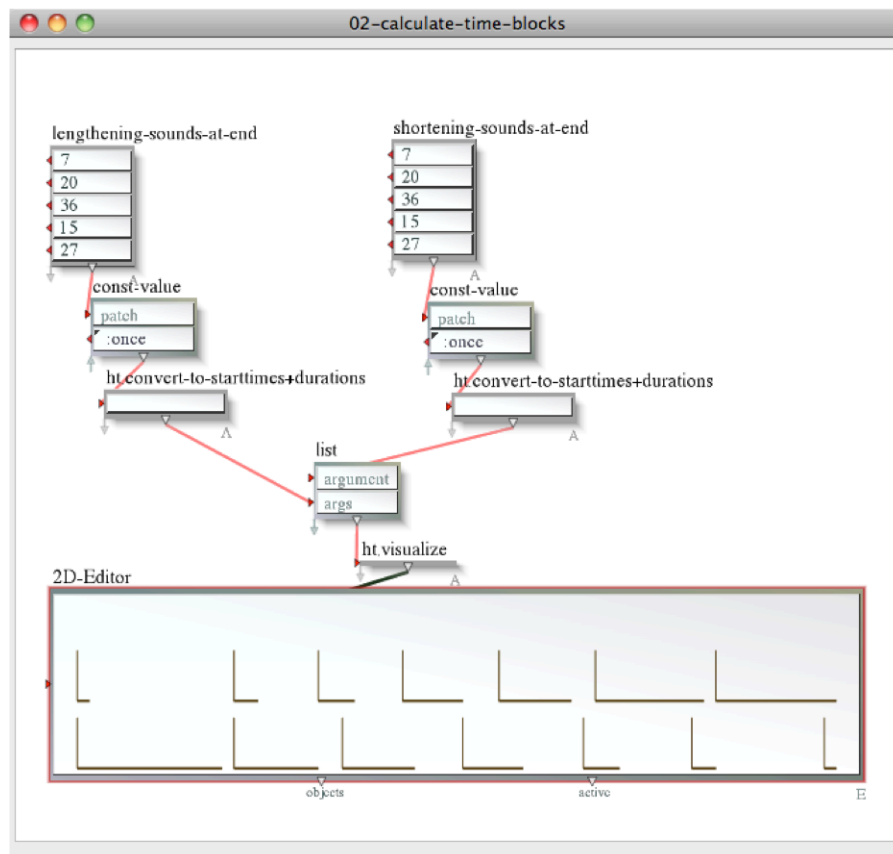 02-calculate-time-blocks
lengthening-sounds-at-end
7
20
36
15
27
A
const-value
patch
:once
ht.convert-to-starttimes+durations
A
shortening-sounds-at-end
7
20
36
15
27
A
const-value
patch
:once
ht.convert-to-starttimes+durations
A
list
argument
args
ht.visualize
A
2D-Editor
objects
active
E